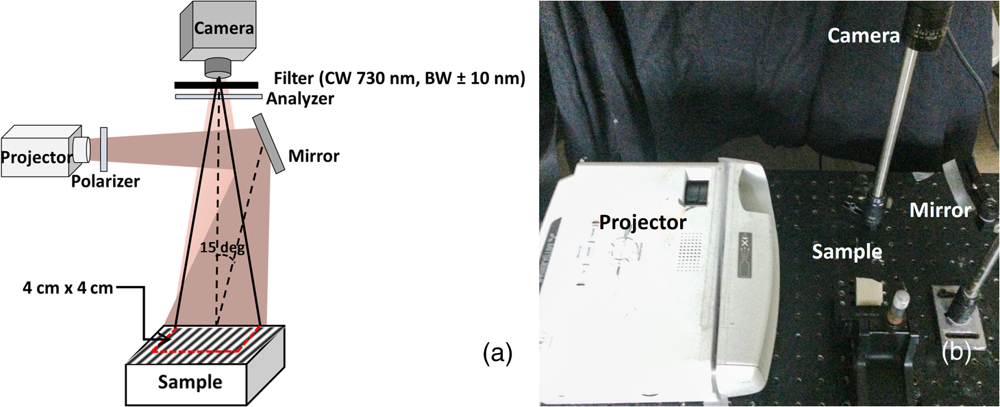 Camera
Filter (CW 730 nm, BW ± 10 nm)
Analyzer
Projector
Mirror
Polarizer
15 deg
4 cm x 4 cm
Sample
(a)
Camera
Mirror
Projector
Sample
(b)